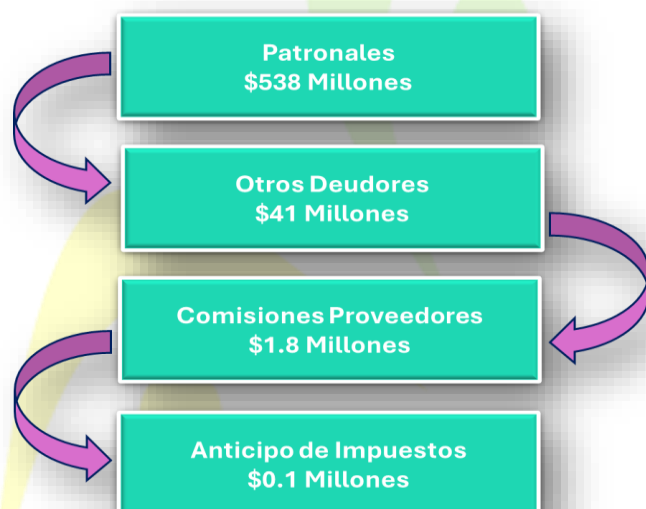 Patronales
$538 Millones
Otros Deudores
$41 Millones
Comisiones Proveedores
$1.8 Millones
Anticipo de Impuestos
$0.1 Millones